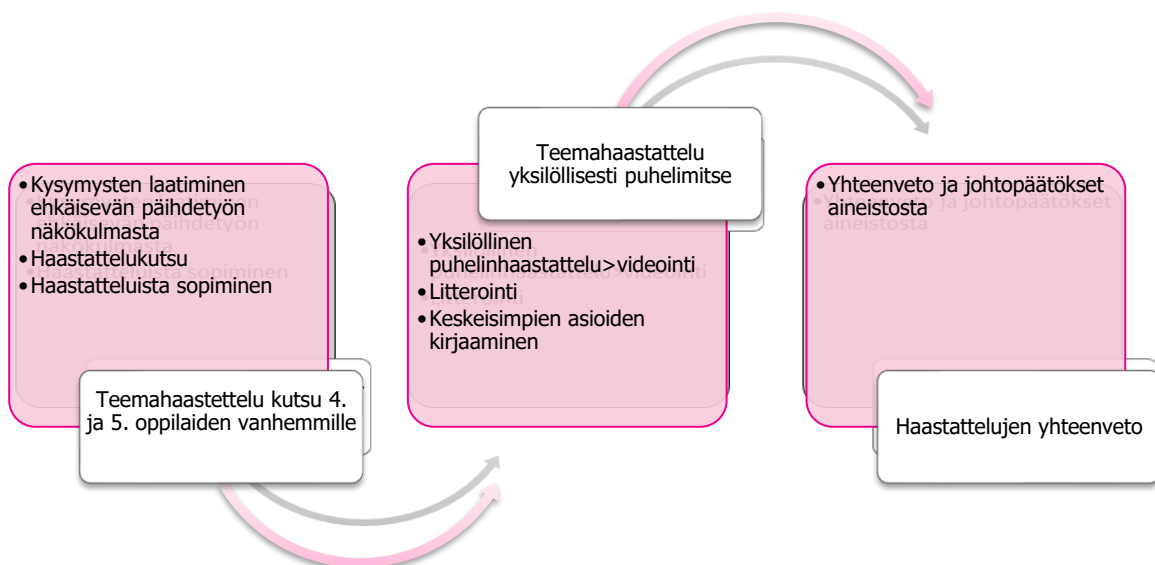 •Kysymysten laatiminen
ehkäisevän päihdetyön
näkökulmasta
•Haastattelukutsu
•Haastatteluista sopiminen
Teemahaastettelu kutsu 4.
ja 5. oppilaiden vanhemmille
Teemahaastattelu
yksilöllisesti puhelimitse
•Yksilöllinen
puhelinhaastattelu>videointi
•Litterointi
•Keskeisimpien asioiden
kirjaaminen
•Yhteenveto ja johtopäätökset
aineistosta
Haastattelujen yhteenveto